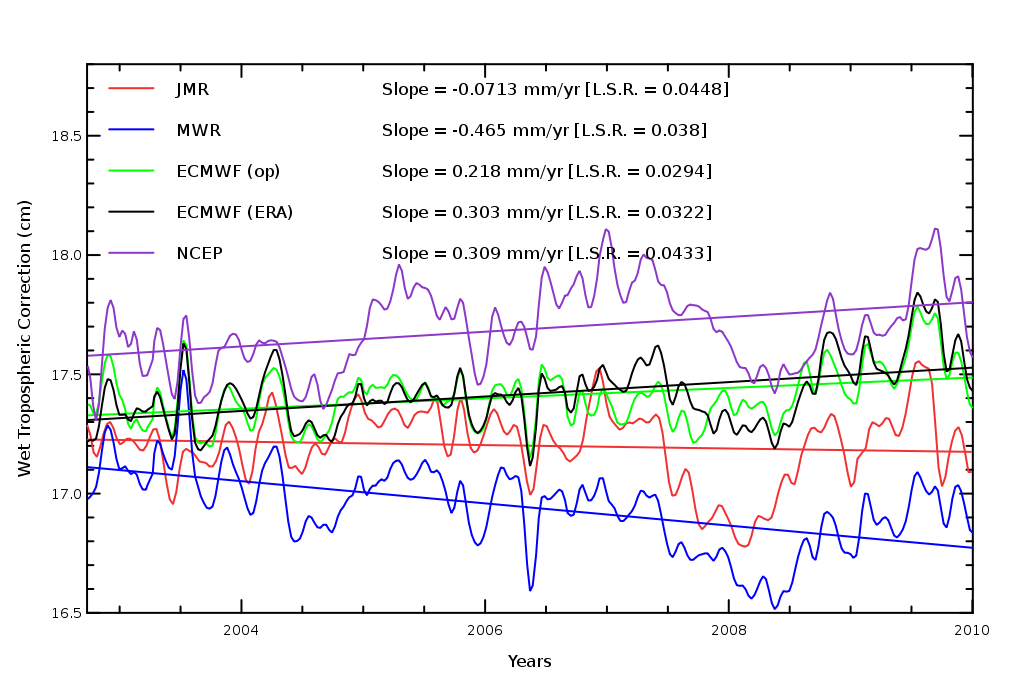 JMR Slope = -0.0713 mm/yr [L.S.R. = 0.0448]
MWR Slope = -0.465 mm/yr [L.S.R. = 0.038]
ECMWF (op) Slope = 0.218 mm/yr [L.S.R. = 0.0294]
ECMWF (ERA) Slope = 0.303 mm/yr [L.S.R. = 0.0322]
NCEP Slope = 0.309 mm/yr [L.S.R. = 0.0433]
Wet Tropospheric Correction (cm)
18.5
18.0
17.5
17.0
16.5
2004 2006 2008 2010
Years